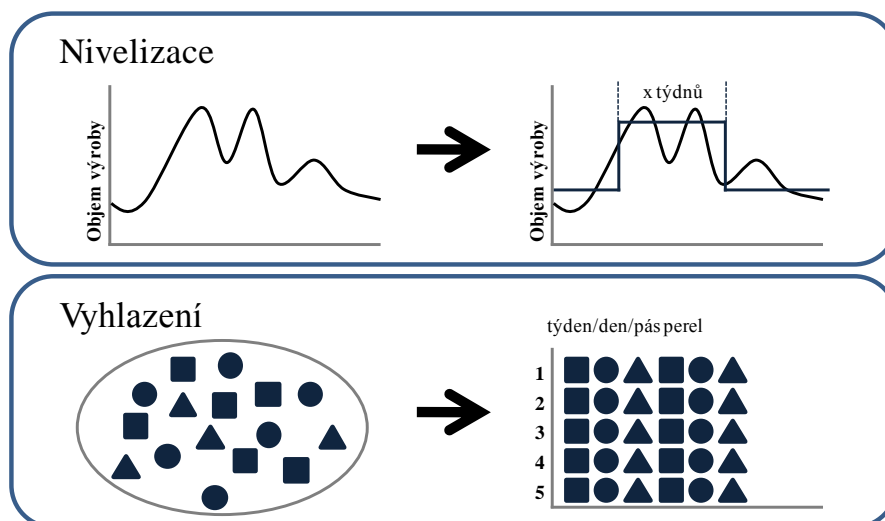 Nivelizace
Objem výroby
x týdnů
Objem výroby
Vyhlazení
týden/den/pás perel
1
2
3
4
5